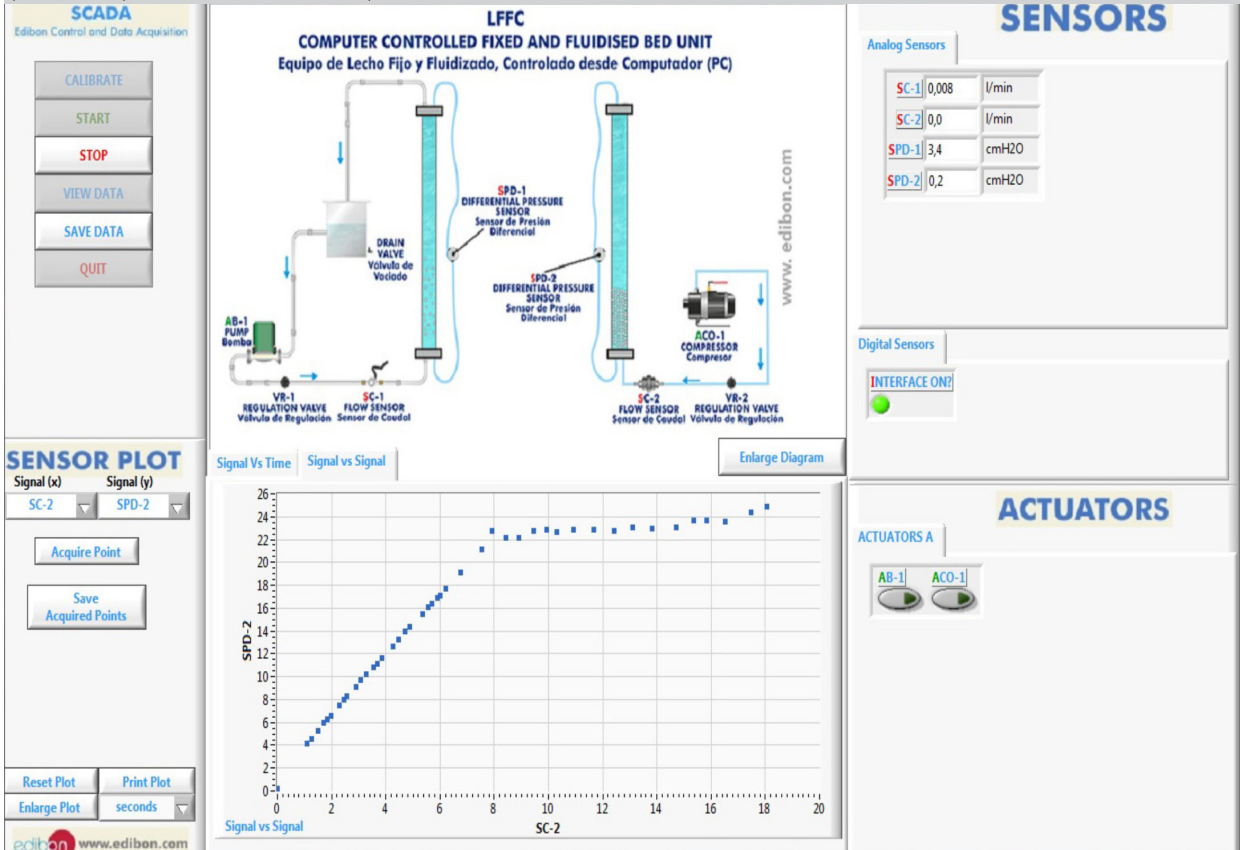 SCADA
Edibon Control and Data Acquisition
CALIBRATE
START
STOP
VIEW DATA
SAVE DATA
QUIT
LFFC
COMPUTER CONTROLLED FIXED AND FLUIDISED BED UNIT
Equipo de Lecho Fijo y Fluidizado, Controlado desde Computador (PC)
SPD-1
DIFFERENTIAL PRESSURE
SENSOR
Sensor de Presión
Diferencial
DRAIN
VALVE
Válvula de
Vaciado
SPD-2
DIFFERENTIAL PRESSURE
SENSOR
Sensor de Presión
Diferencial
AB-1
PUMP
Bomba
ACO-1
COMPRESSOR
Compresor
VR-1
REGULATION VALVE
Válvula de Regulación
SC-1
FLOW SENSOR
Sensor de Caudal
SC-2
FLOW SENSOR
Sensor de Caudal
VR-2
REGULATION VALVE
Válvula de Regulación
www. edibon.com
SENSORS
Analog Sensors
SC-1 0,008 l/min
SC-2 0,0 l/min
SPD-1 3,4 cmH2O
SPD-2 0,2 cmH2O
Digital Sensors
INTERFACE ON?
SENSOR PLOT
Signal (x) Signal (y)
SC-2 SPD-2
Acquire Point
Save
Acquired Points
Reset Plot Print Plot
Enlarge Plot seconds
edibon www.edibon.com
Signal Vs Time Signal vs Signal
Enlarge Diagram
26
24
22
20
18
16
14
12
10
8
6
4
2
0
SPD-2
0 2 4 6 8 10 12 14 16 18 20
Signal vs Signal
SC-2
ACTUATORS
ACTUATORS A
AB-1 ACO-1